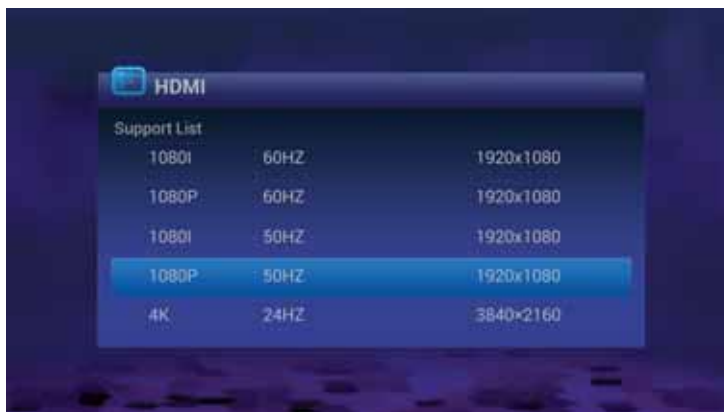 HDMI
Support List
1080I 60HZ 1920x1080
1080P 60HZ 1920x1080
1080I 50HZ 1920x1080
1080P 50HZ 1920x1080
4K 24HZ 3840×2160